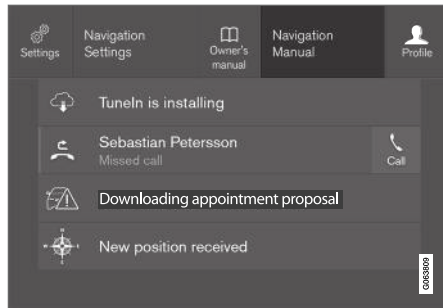 Settings
Navigation
Settings
Owner's
manual
Navigation
Manual
Profile
TuneIn is installing
Sebastian Petersson
Missed call
Call
Downloading appointment proposal
New position received
G063809